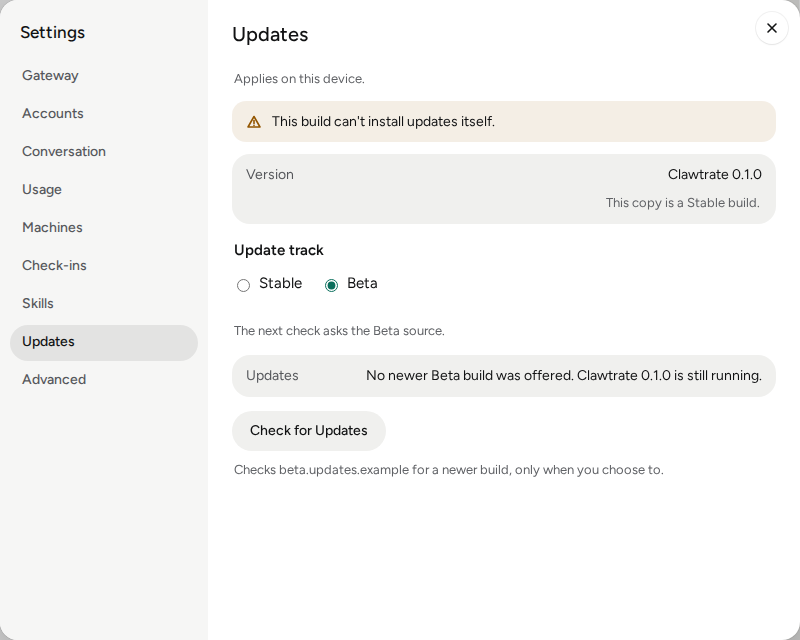 Settings
Gateway
Accounts
Conversation
Usage
Machines
Check-ins
Skills
Updates
Advanced
Updates
Applies on this device.
This build can't install updates itself.
Version Clawtrate 0.1.0
This copy is a Stable build.
Update track
Stable Beta
The next check asks the Beta source.
Updates No newer Beta build was offered. Clawtrate 0.1.0 is still running.
Check for Updates
Checks beta.updates.example for a newer build, only when you choose to.